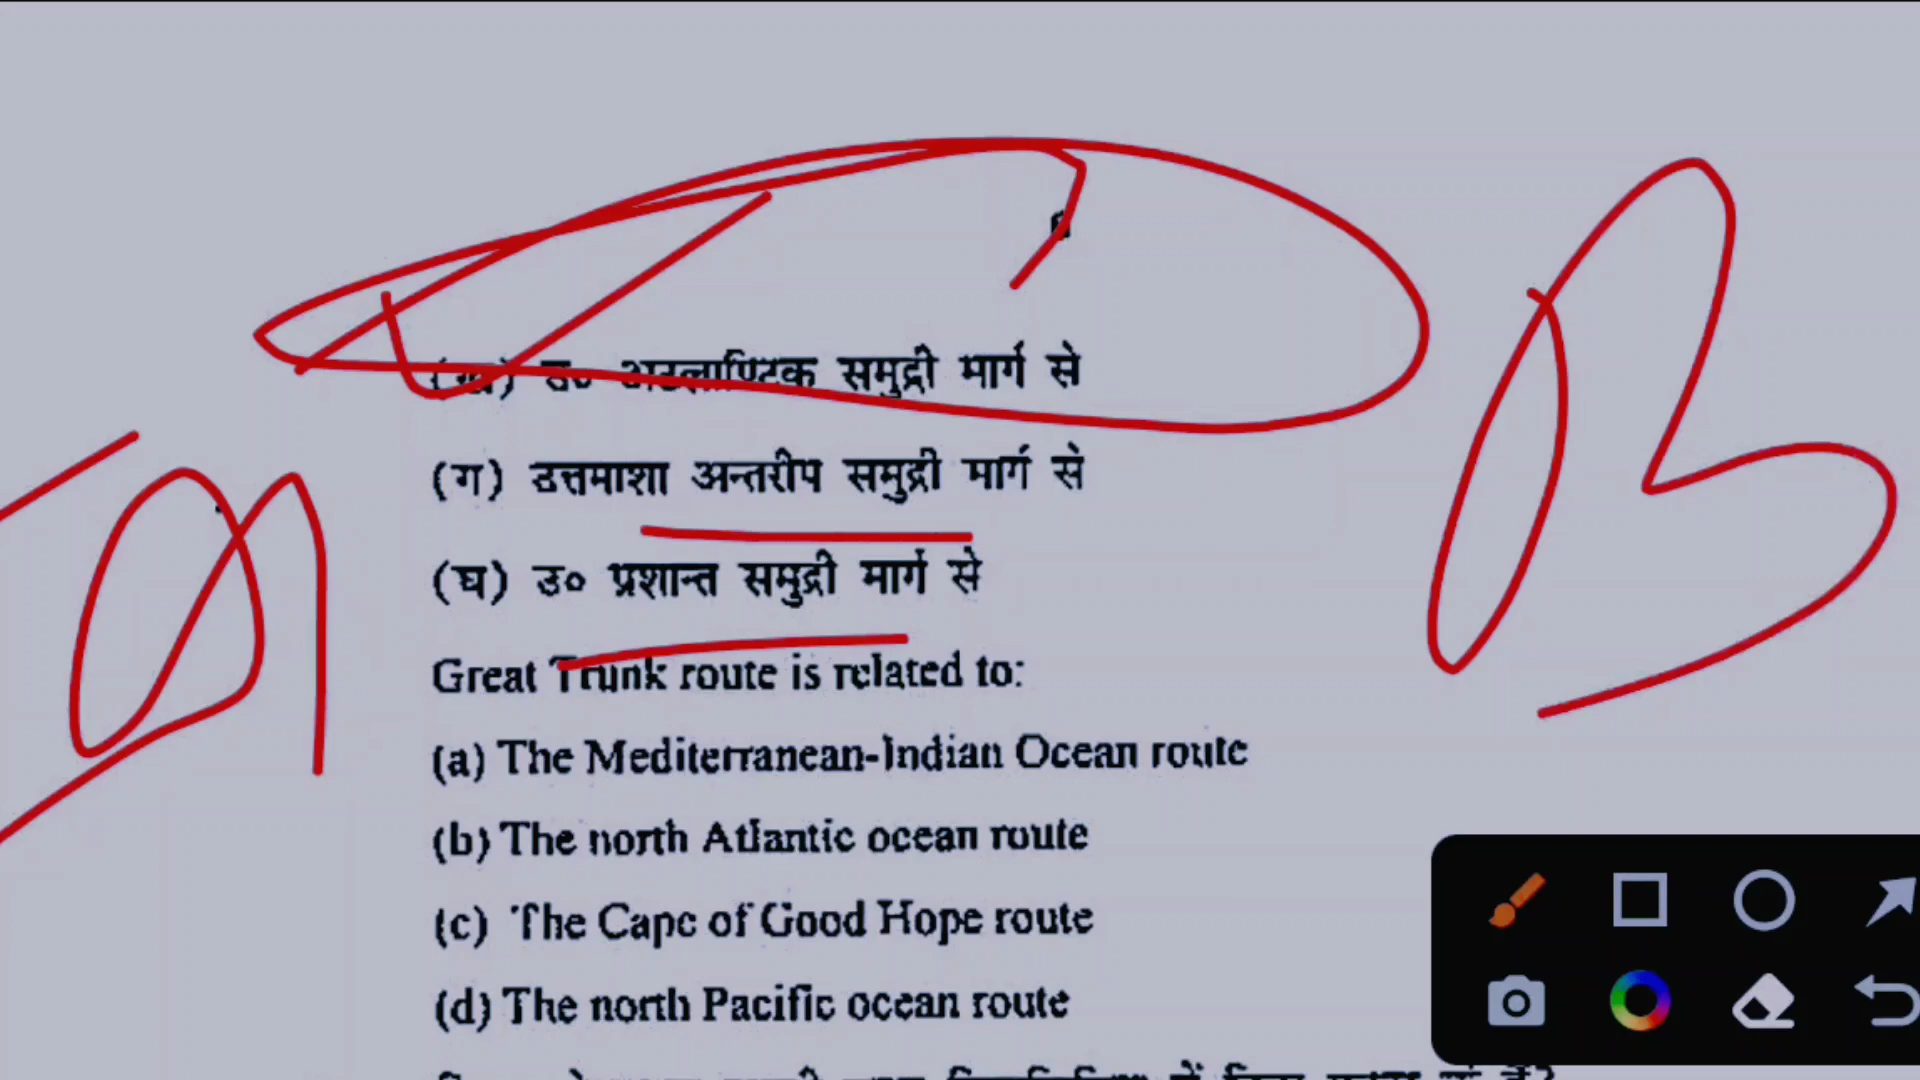 (ख) उ० अटलाण्टिक समुद्री मार्ग से
(ग) उत्तमाशा अन्तरीप समुद्री मार्ग से
(घ) उ० प्रशान्त समुद्री मार्ग से
Great Trunk route is related to:
(a) The Mediterranean-Indian Ocean route
(b) The north Atlantic ocean route
(c) The Cape of Good Hope route
(d) The north Pacific ocean route
B